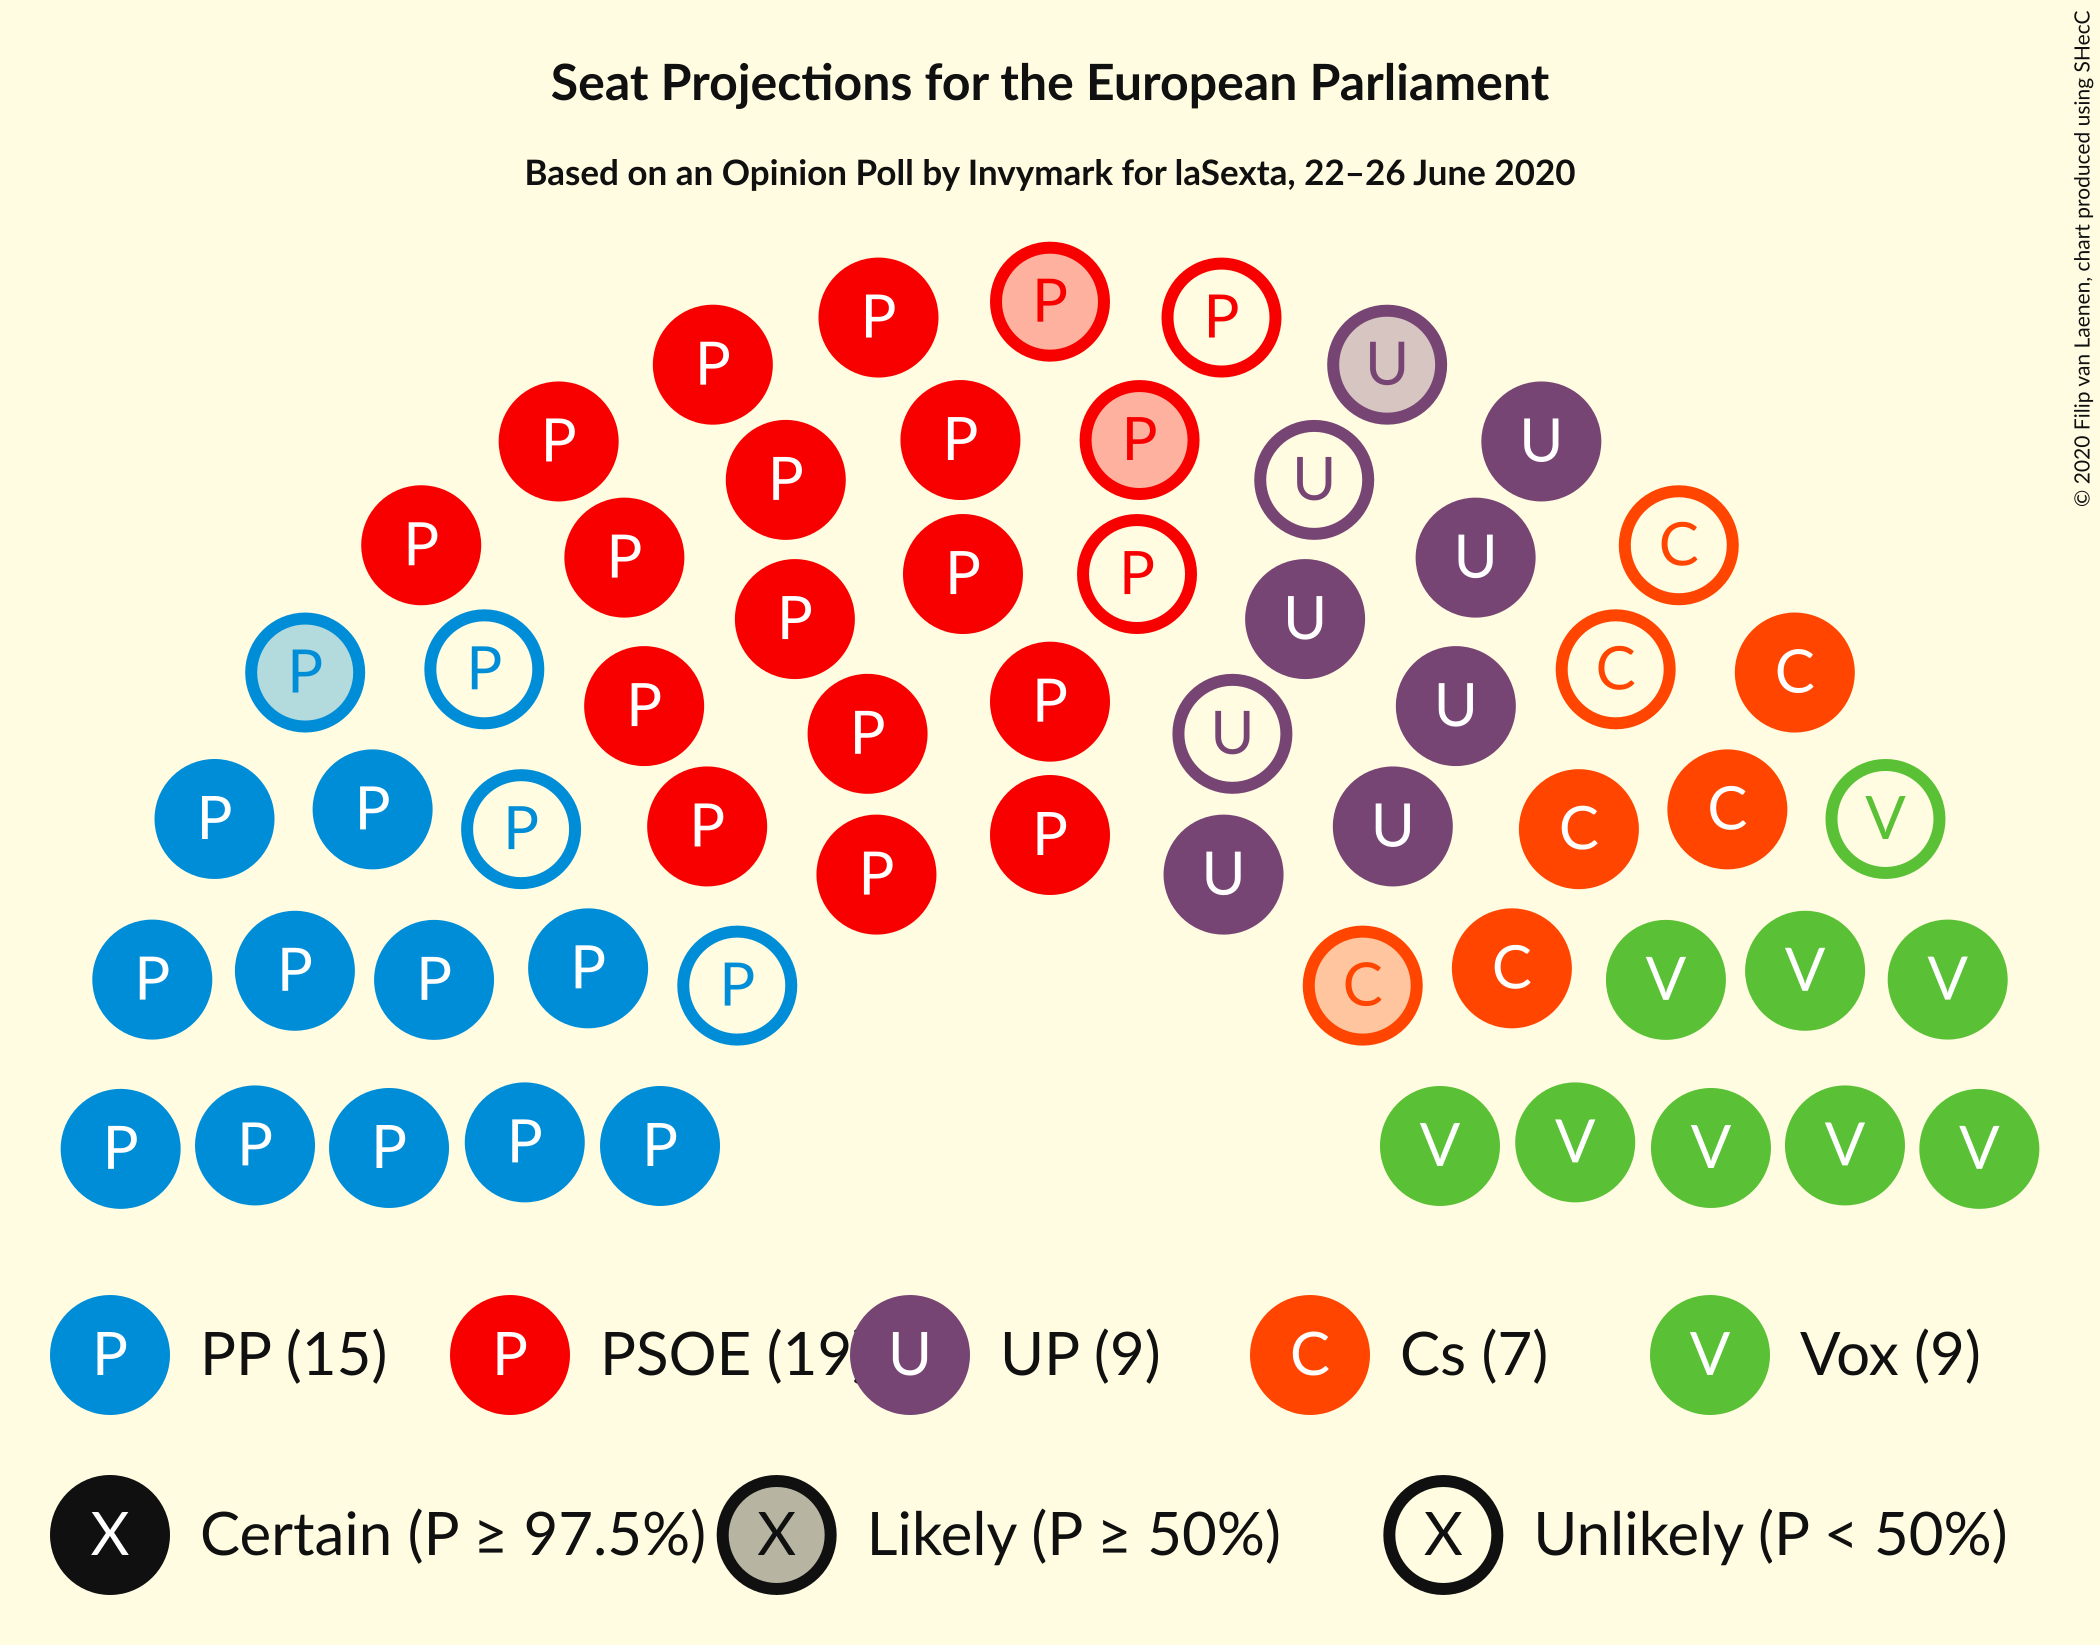 Seat Projections for the European Parliament
Based on an Opinion Poll by Invymark for laSexta, 22–26 June 2020
© 2020 Filip van Laenen, chart produced using SHecC
P
P P
P U
P P P U
P U
P P P P U C
P U
P P C C
P P U
P U
P P P P P U C C V
P U
P P P P P C C V V V
P P P P P V V V V V
P PP (15) P PSOE (19) U UP (9) C Cs (7) V Vox (9)
X Certain (P ≥ 97.5%) X Likely (P ≥ 50%) X Unlikely (P < 50%)